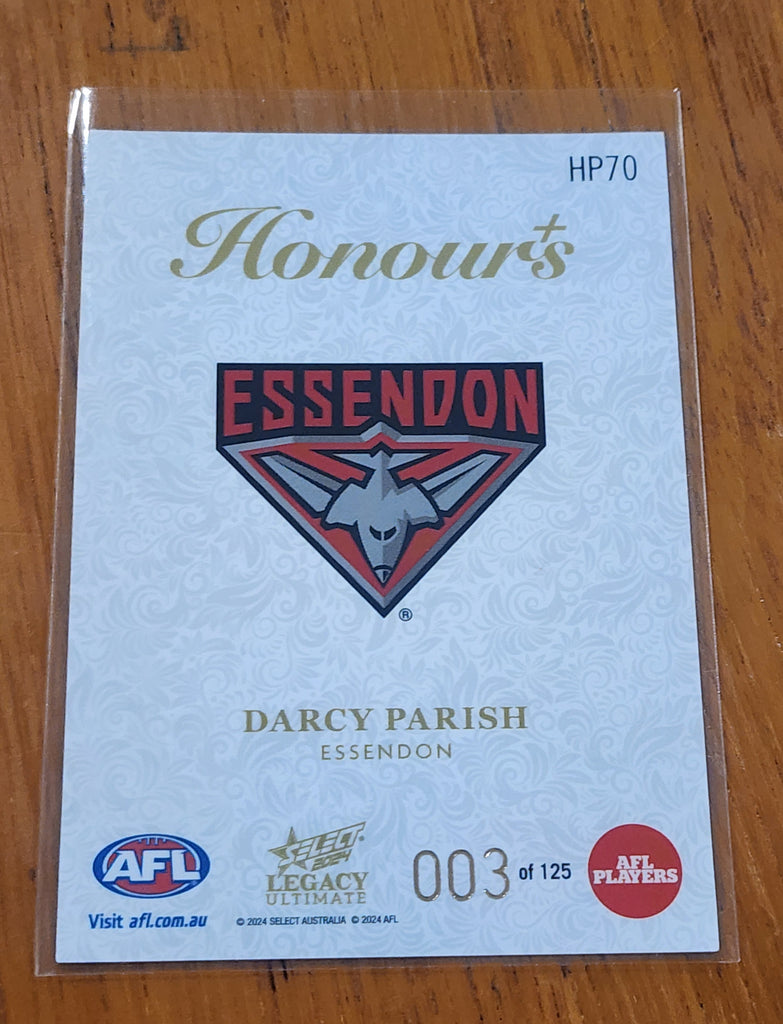 HP70
Honours+
ESSENDON
®
DARCY PARISH
ESSENDON
AFL
Visit afl.com.au
SELECT
2024
LEGACY
ULTIMATE
© 2024 SELECT AUSTRALIA © 2024 AFL
003 of 125
AFL
PLAYERS